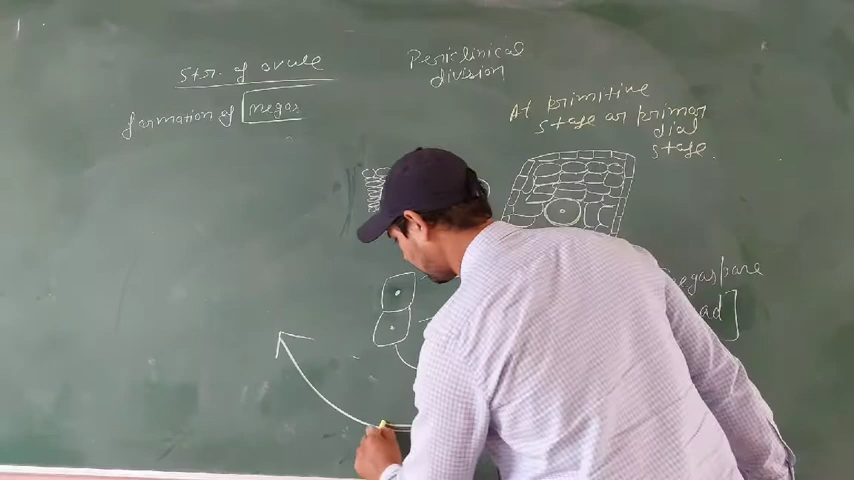 Str. of ovule
formation of megas
Periclinical
division
At primitive
stage or primor
dial
stage.
megaspore
ad]